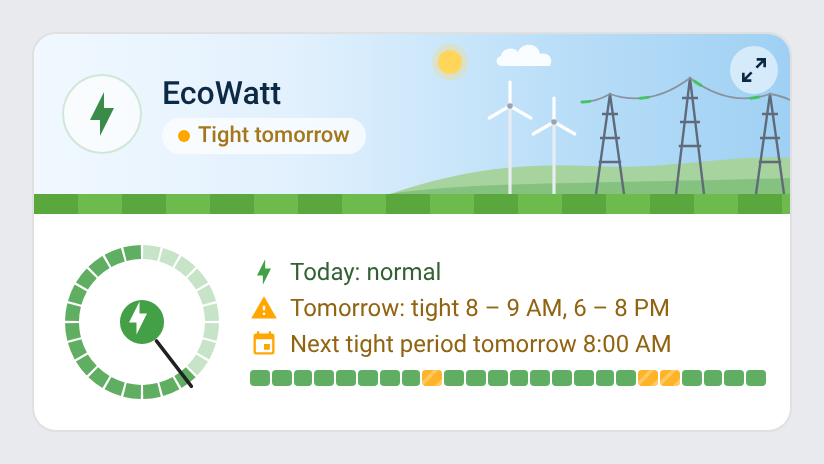 EcoWatt
Tight tomorrow
Today: normal
Tomorrow: tight 8 – 9 AM, 6 – 8 PM
Next tight period tomorrow 8:00 AM